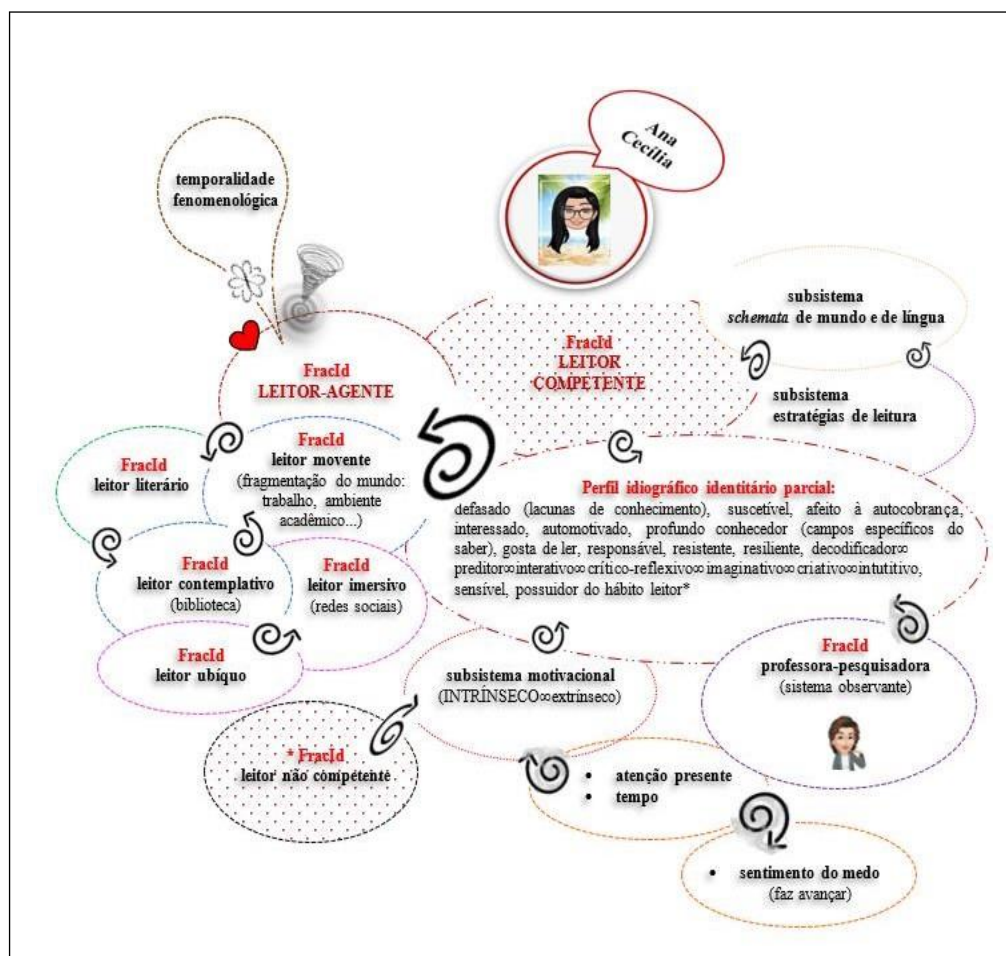 Ana
Cecília
temporalidade
fenomenológica
subsistema
schemata de mundo e de língua
FracId
LEITOR
COMPETENTE
FracId
LEITOR-AGENTE
subsistema
estratégias de leitura
FracId
leitor literário
FracId
leitor movente
(fragmentação do mundo:
trabalho, ambiente
acadêmico...)
Perfil idiográfico identitário parcial:
defasado (lacunas de conhecimento), suscetível, afeito à autocobrança,
interessado, automotivado, profundo conhecedor (campos específicos do
saber), gosta de ler, responsável, resistente, resiliente, decodificador∞
preditor∞interativo∞crítico-reflexivo∞imaginativo∞criativo∞intutitivo,
sensível, possuidor do hábito leitor*
FracId
leitor contemplativo
(biblioteca)
FracId
leitor imersivo
(redes sociais)
FracId
leitor ubíquo
FracId
professora-pesquisadora
(sistema observante)
subsistema motivacional
(INTRÍNSECO∞extrínseco)
* FracId
leitor não competente
• atenção presente
• tempo
• sentimento do medo
(faz avançar)